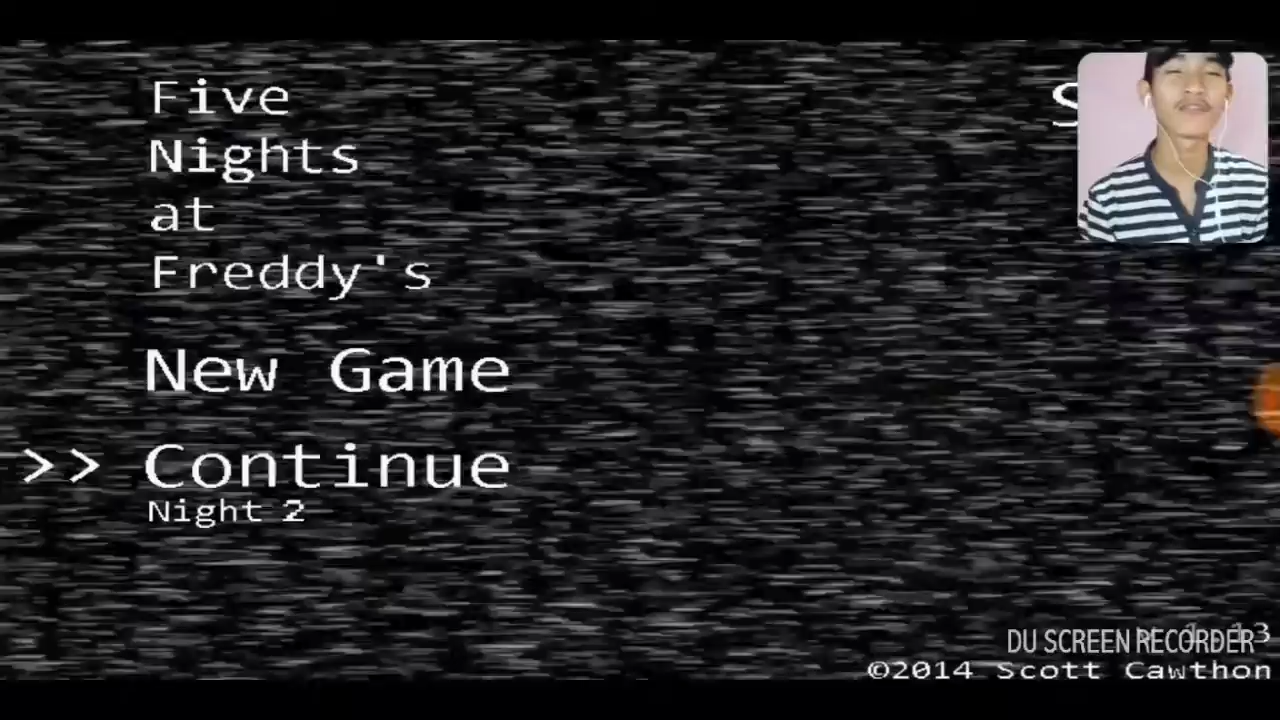 Five
Nights
at
Freddy's
New Game
>> Continue
Night 2
DU SCREEN RECORDER
©2014 Scott Cawthon